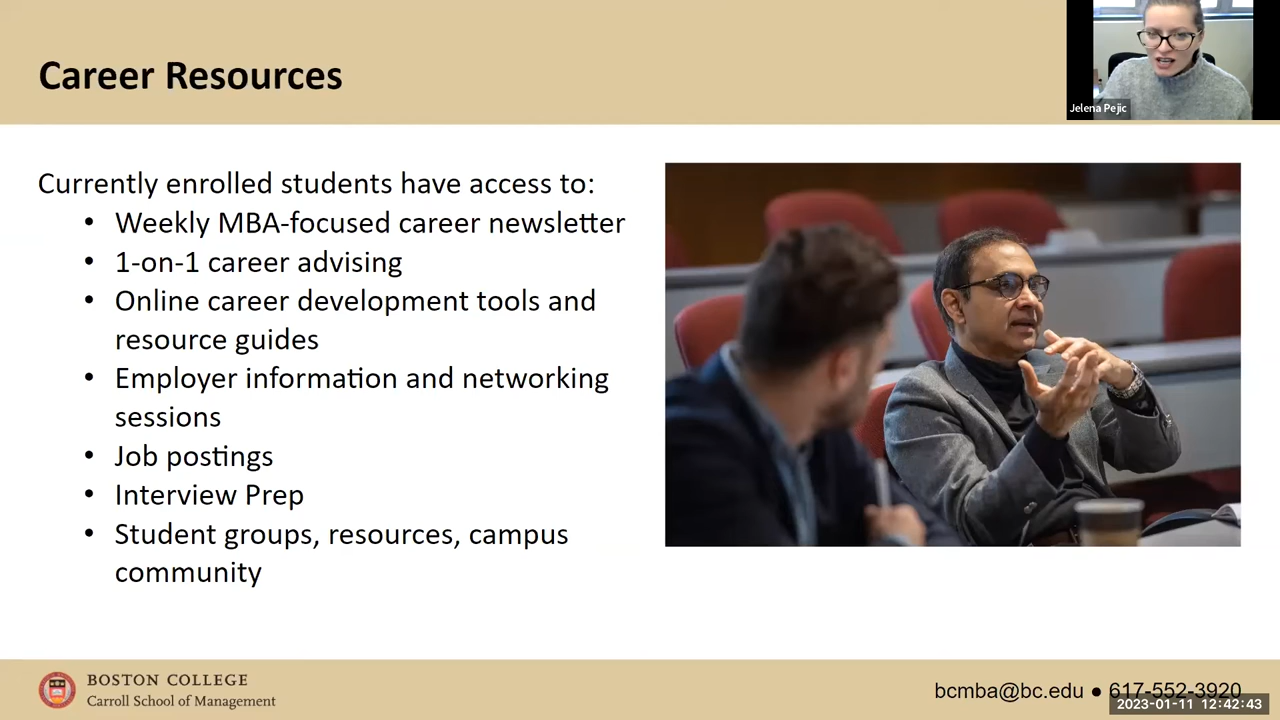 Career Resources
Jelena Pejic
Currently enrolled students have access to:
• Weekly MBA-focused career newsletter
• 1-on-1 career advising
• Online career development tools and
resource guides
• Employer information and networking
sessions
• Job postings
• Interview Prep
• Student groups, resources, campus
community
BOSTON COLLEGE
Carroll School of Management
bcmba@bc.edu ● 617-552-3920
2023-01-11 12:42:43